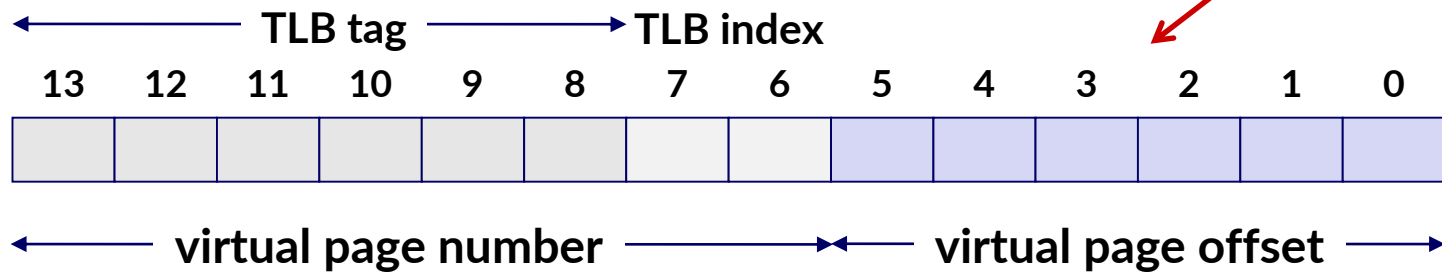 TLB tag TLB index
13 12 11 10 9 8 7 6 5 4 3 2 1 0
virtual page number virtual page offset